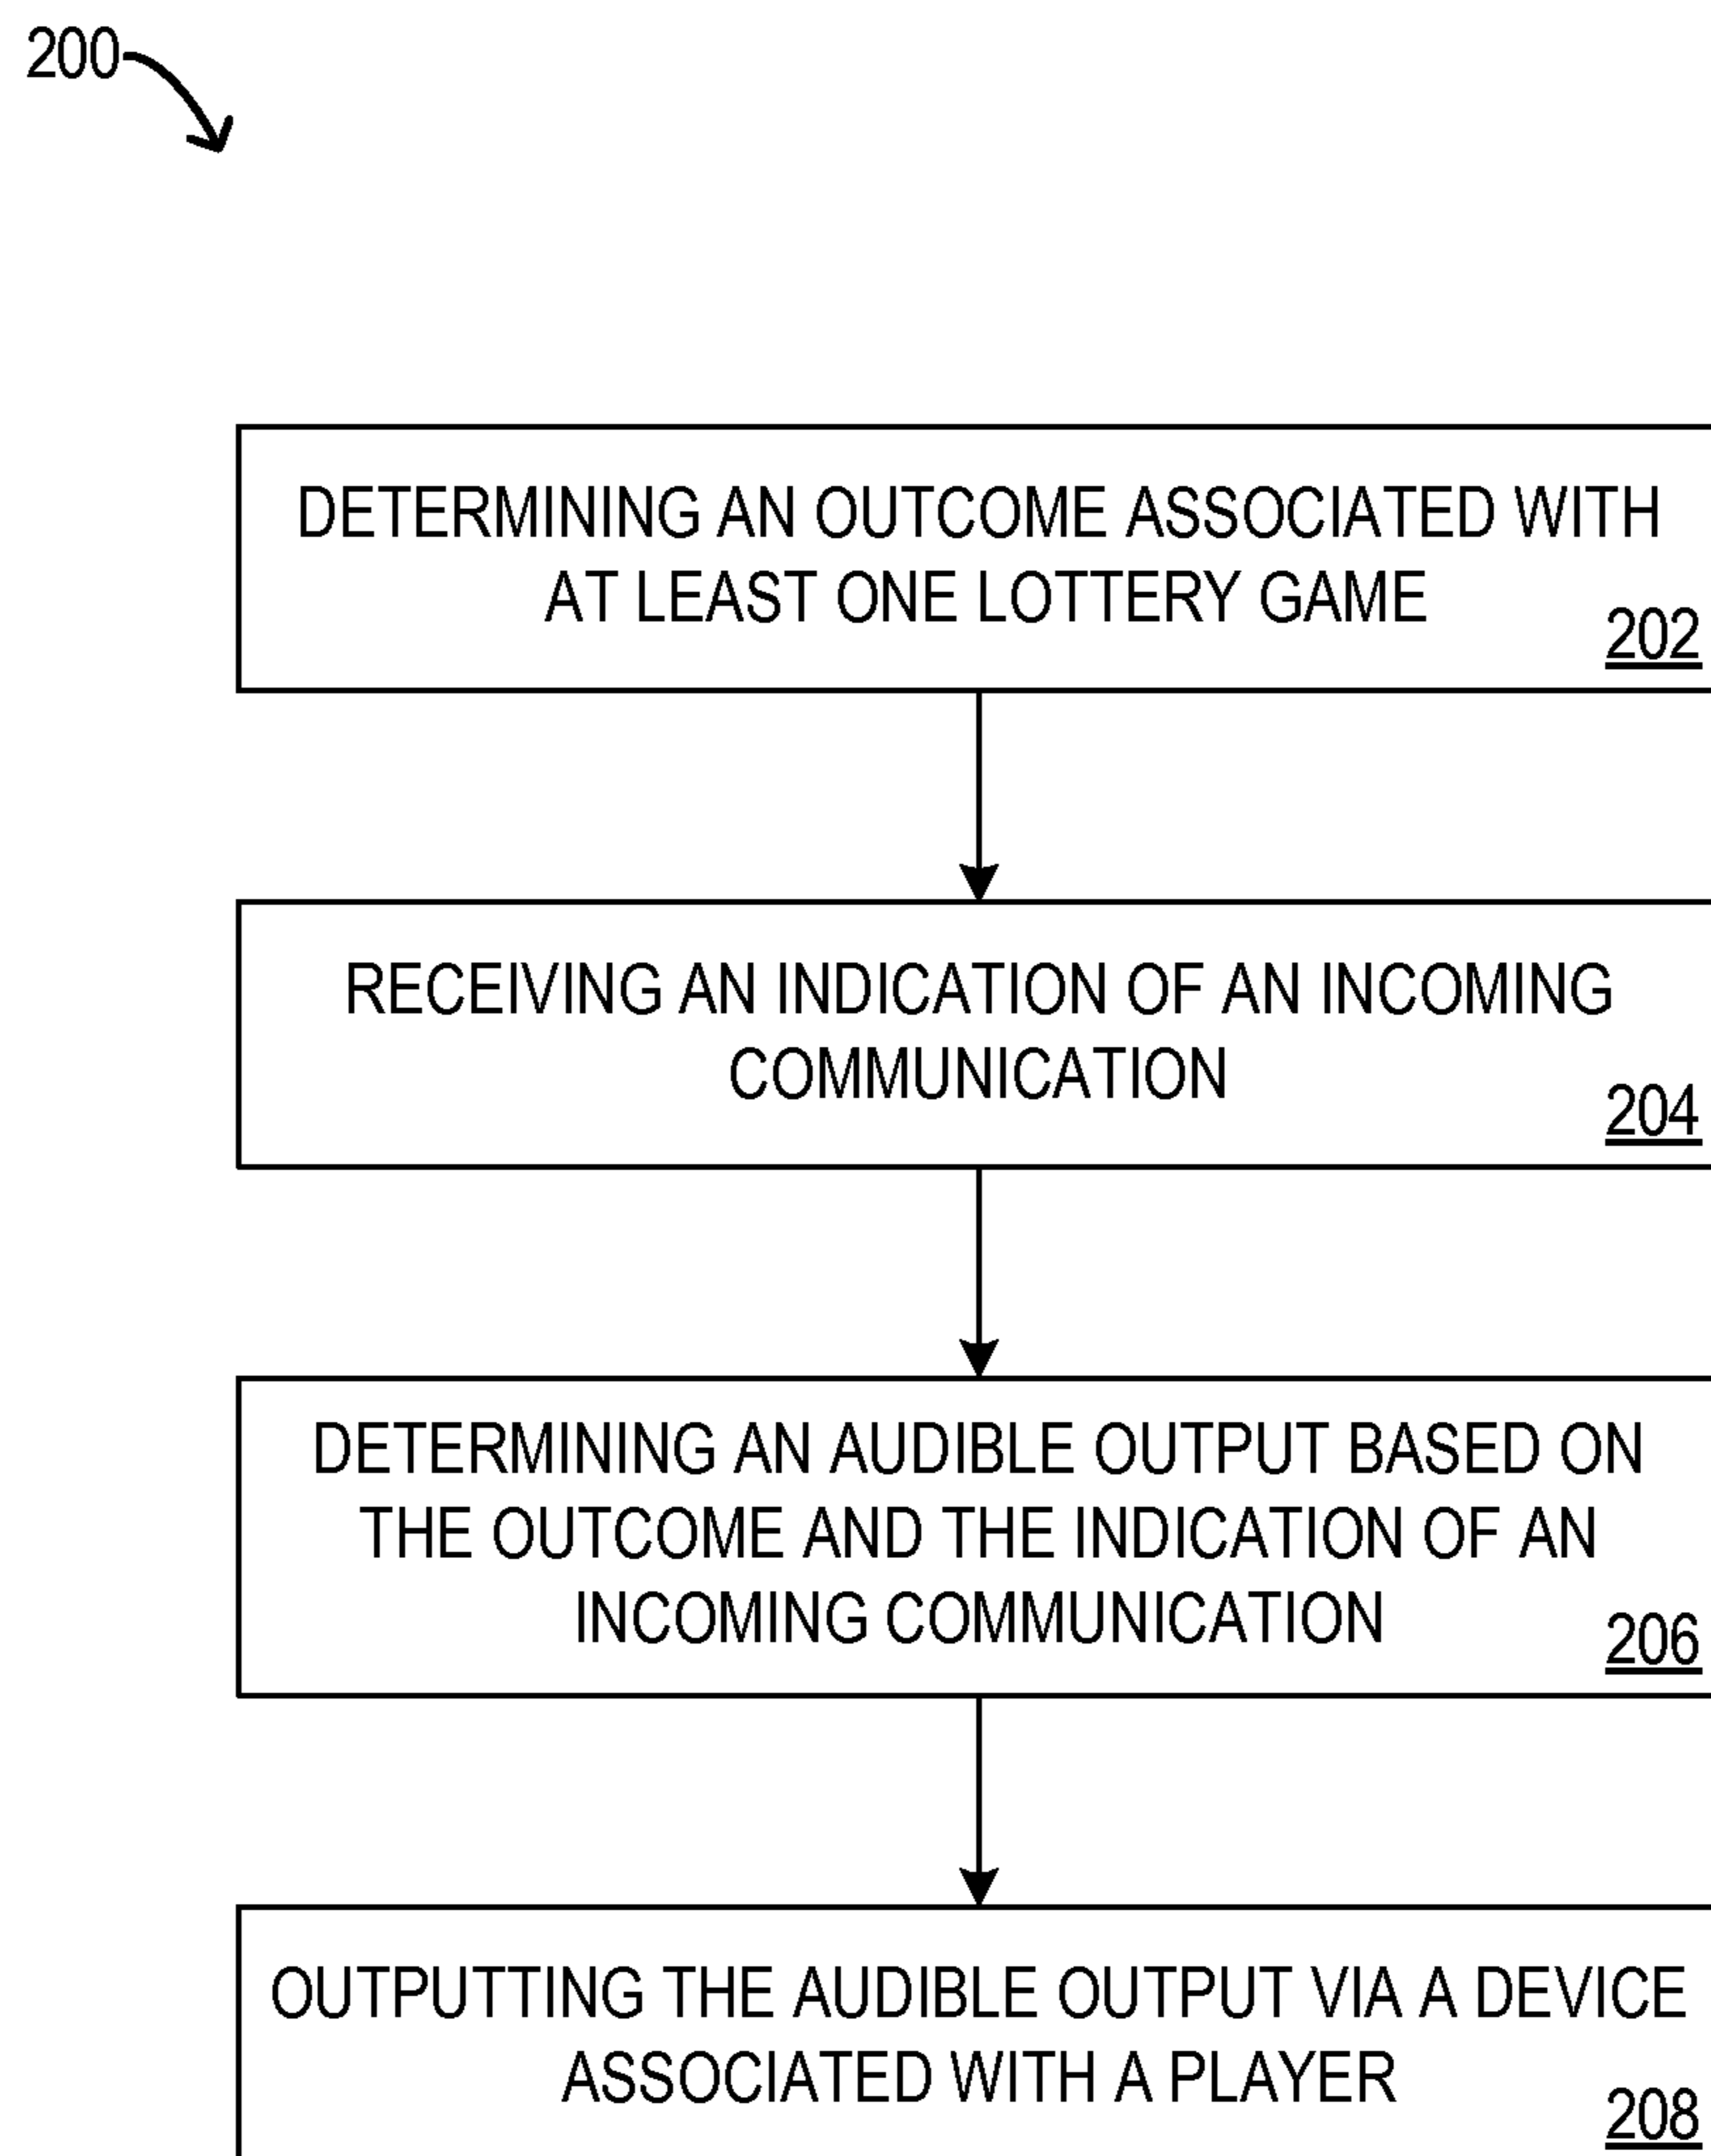 200
DETERMINING AN OUTCOME ASSOCIATED WITH
AT LEAST ONE LOTTERY GAME
202
RECEIVING AN INDICATION OF AN INCOMING
COMMUNICATION
204
DETERMINING AN AUDIBLE OUTPUT BASED ON
THE OUTCOME AND THE INDICATION OF AN
INCOMING COMMUNICATION
206
OUTPUTTING THE AUDIBLE OUTPUT VIA A DEVICE
ASSOCIATED WITH A PLAYER
208